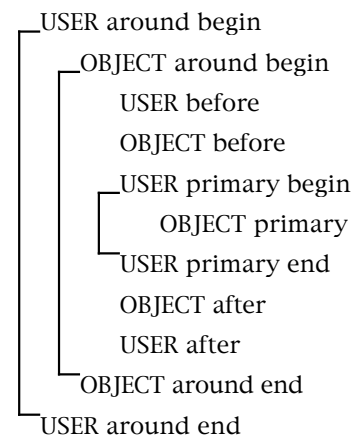 USER around begin
OBJECT around begin
USER before
OBJECT before
USER primary begin
OBJECT primary
USER primary end
OBJECT after
USER after
OBJECT around end
USER around end